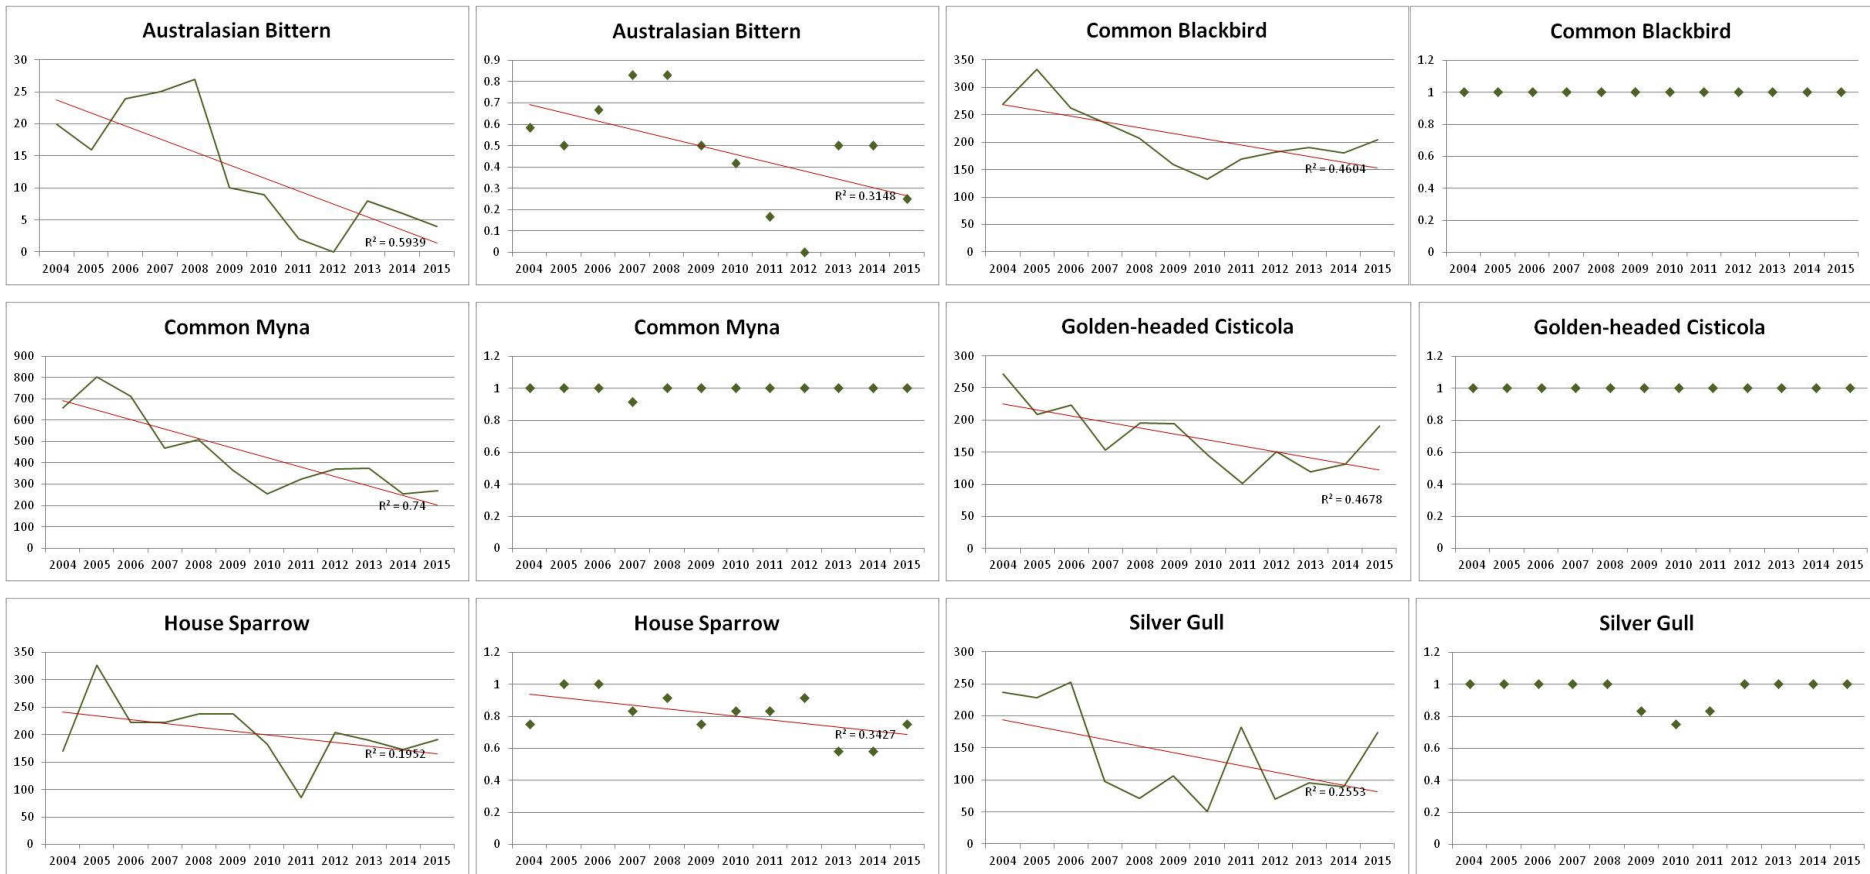 Australasian Bittern
30
25
20
15
10
5
0
R² = 0.5939
2004 2005 2006 2007 2008 2009 2010 2011 2012 2013 2014 2015
Australasian Bittern
0.9
0.8
0.7
0.6
0.5
0.4
0.3
0.2
0.1
0
R² = 0.3148
2004 2005 2006 2007 2008 2009 2010 2011 2012 2013 2014 2015
Common Blackbird
350
300
250
200
150
100
50
0
R² = 0.4604
2004 2005 2006 2007 2008 2009 2010 2011 2012 2013 2014 2015
Common Blackbird
1.2
1
0.8
0.6
0.4
0.2
0
2004 2005 2006 2007 2008 2009 2010 2011 2012 2013 2014 2015
Common Myna
900
800
700
600
500
400
300
200
100
0
R² = 0.74
2004 2005 2006 2007 2008 2009 2010 2011 2012 2013 2014 2015
Common Myna
1.2
1
0.8
0.6
0.4
0.2
0
2004 2005 2006 2007 2008 2009 2010 2011 2012 2013 2014 2015
Golden-headed Cisticola
300
250
200
150
100
50
0
R² = 0.4678
2004 2005 2006 2007 2008 2009 2010 2011 2012 2013 2014 2015
Golden-headed Cisticola
1.2
1
0.8
0.6
0.4
0.2
0
2004 2005 2006 2007 2008 2009 2010 2011 2012 2013 2014 2015
House Sparrow
350
300
250
200
150
100
50
0
R² = 0.1952
2004 2005 2006 2007 2008 2009 2010 2011 2012 2013 2014 2015
House Sparrow
1.2
1
0.8
0.6
0.4
0.2
0
R² = 0.3427
2004 2005 2006 2007 2008 2009 2010 2011 2012 2013 2014 2015
Silver Gull
300
250
200
150
100
50
0
R² = 0.2553
2004 2005 2006 2007 2008 2009 2010 2011 2012 2013 2014 2015
Silver Gull
1.2
1
0.8
0.6
0.4
0.2
0
2004 2005 2006 2007 2008 2009 2010 2011 2012 2013 2014 2015